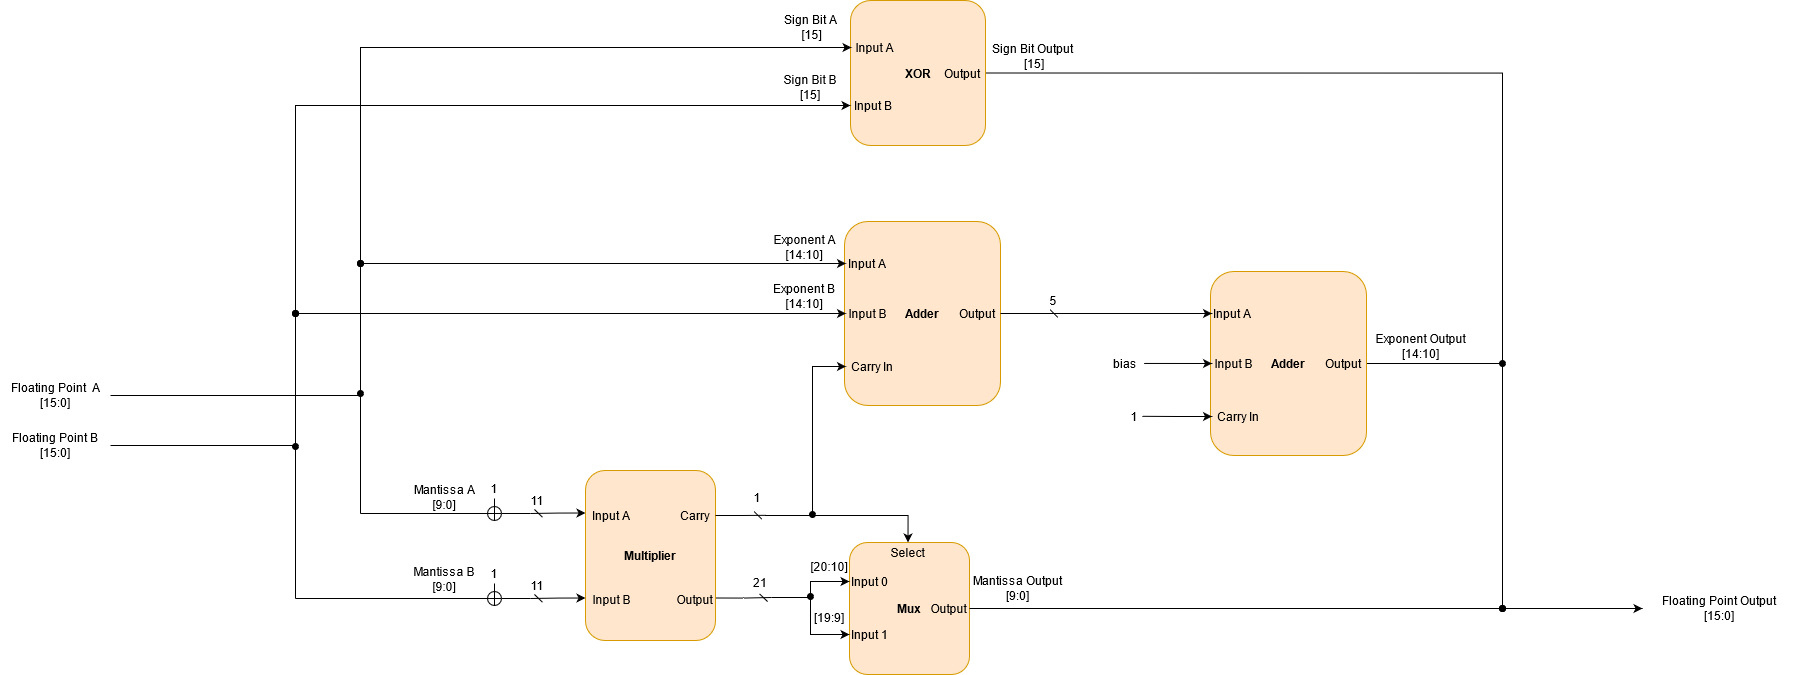 Sign Bit A
[15]
Input A
Sign Bit B
[15]
Input B
XOR
Output
Sign Bit Output
[15]
Exponent A
[14:10]
Input A
Exponent B
[14:10]
Input B
Adder
Output
Carry In
5
Input A
bias
Input B
Adder
Output
1
Carry In
Exponent Output
[14:10]
Floating Point A
[15:0]
Floating Point B
[15:0]
Mantissa A
[9:0]
1
11
Input A
Carry
Multiplier
Mantissa B
[9:0]
1
11
Input B
Output
1
21
Select
[20:10]
Input 0
Mux
Output
[19:9]
Input 1
Mantissa Output
[9:0]
Floating Point Output
[15:0]